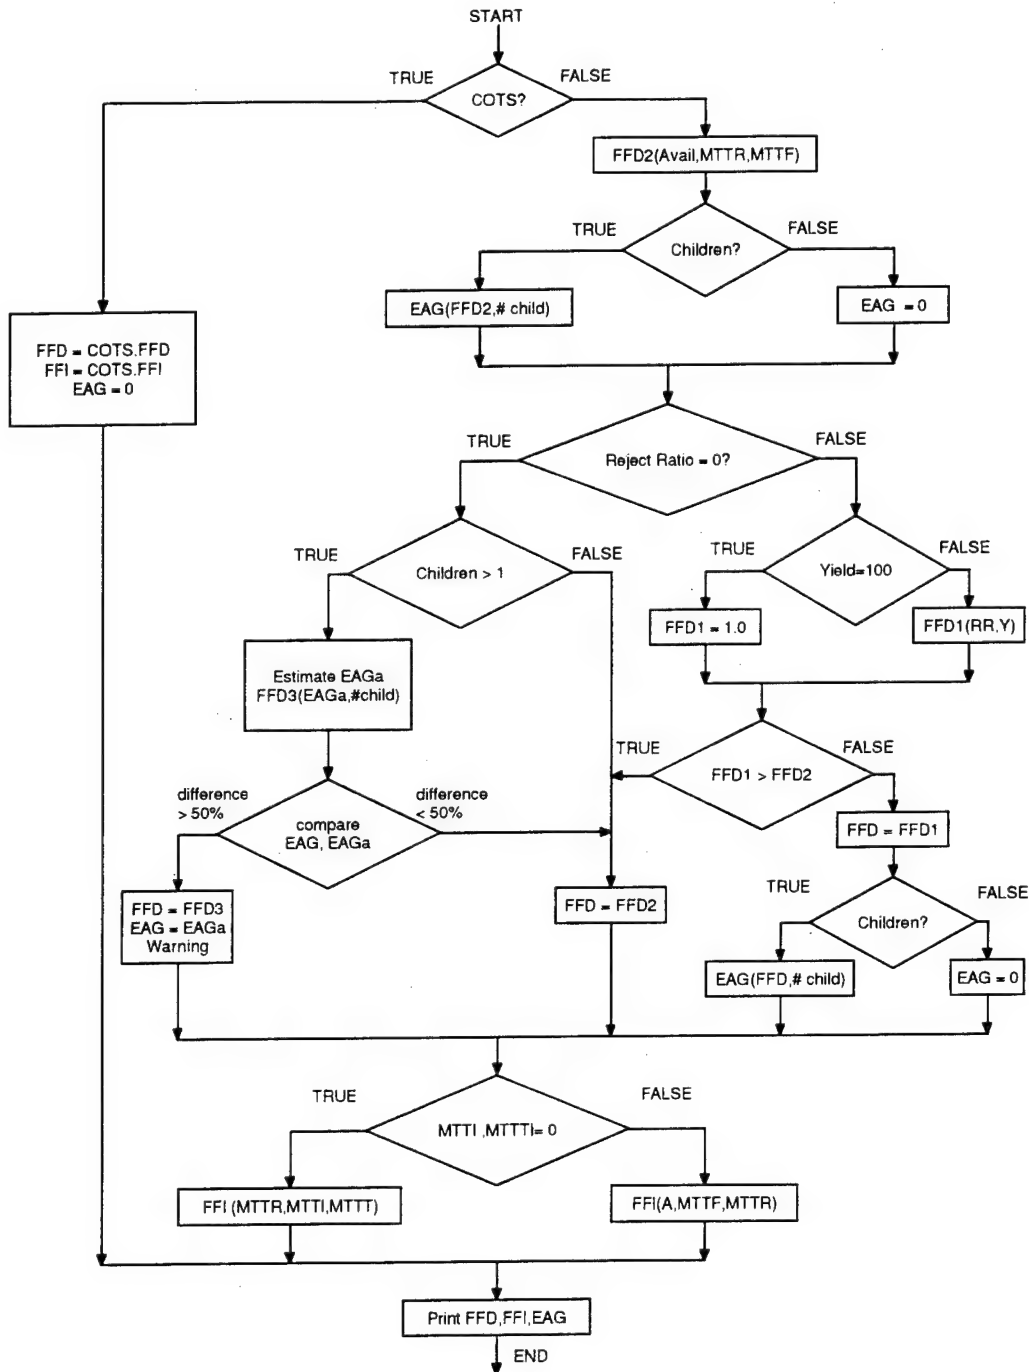 START
TRUE
FALSE
COTS?
FFD2(Avail,MTTR,MTTF)
TRUE
FALSE
Children?
EAG(FFD2,# child)
EAG = 0
FFD = COTS.FFD
FFI = COTS.FFI
EAG = 0
TRUE
FALSE
Reject Ratio = 0?
TRUE
FALSE
Children > 1
TRUE
FALSE
Yield=100
FFD1 = 1.0
FFD1(RR,Y)
Estimate EAGa
FFD3(EAGa,#child)
TRUE
FALSE
FFD1 > FFD2
difference
> 50%
difference
< 50%
compare
EAG, EAGa
FFD = FFD1
TRUE
FALSE
FFD = FFD3
EAG = EAGa
Warning
FFD = FFD2
Children?
EAG(FFD,# child)
EAG = 0
TRUE
FALSE
MTTI ,MTTTI= 0
FFI (MTTR,MTTI,MTTT)
FFI(A,MTTF,MTTR)
Print FFD,FFI,EAG
END